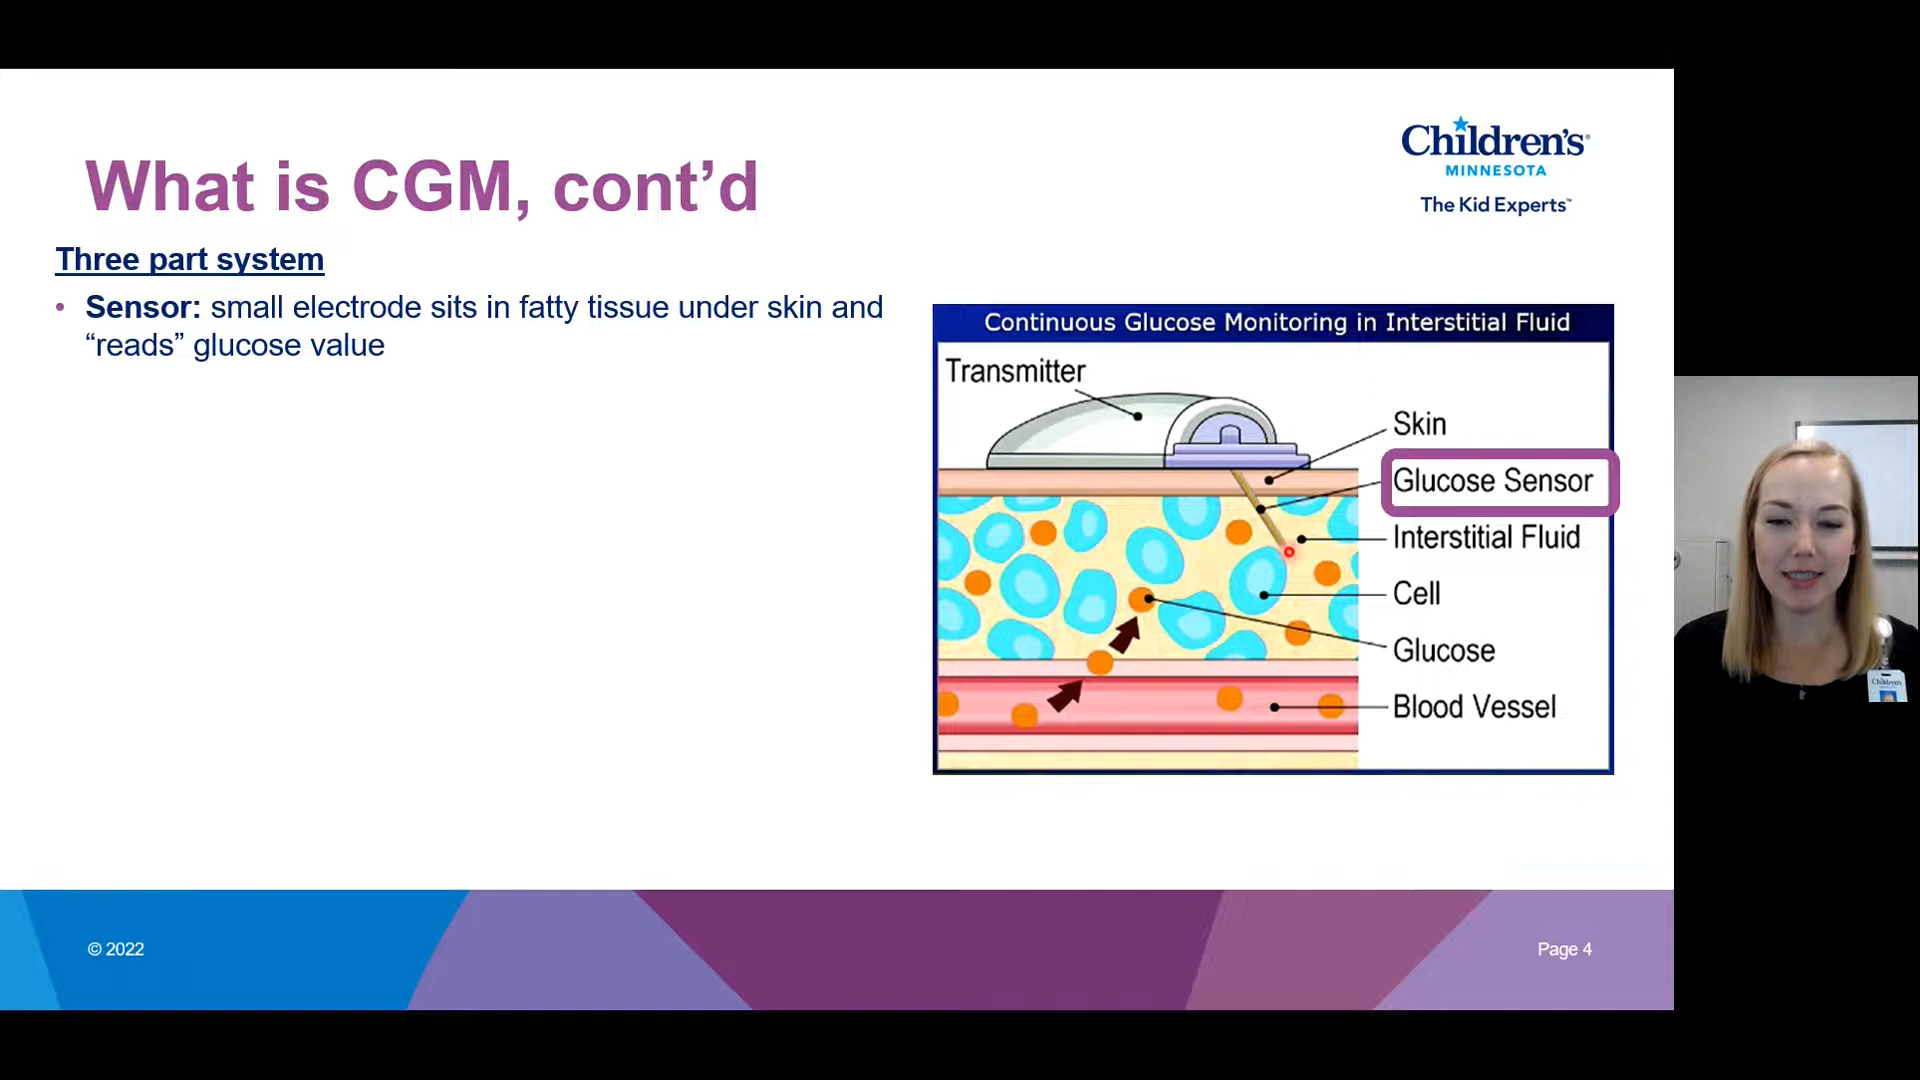 What is CGM, cont’d
Children's
MINNESOTA
The Kid Experts™
Three part system
• Sensor: small electrode sits in fatty tissue under skin and
“reads” glucose value
Continuous Glucose Monitoring in Interstitial Fluid
Transmitter
Skin
Glucose Sensor
Interstitial Fluid
Cell
Glucose
Blood Vessel
Children's
© 2022
Page 4